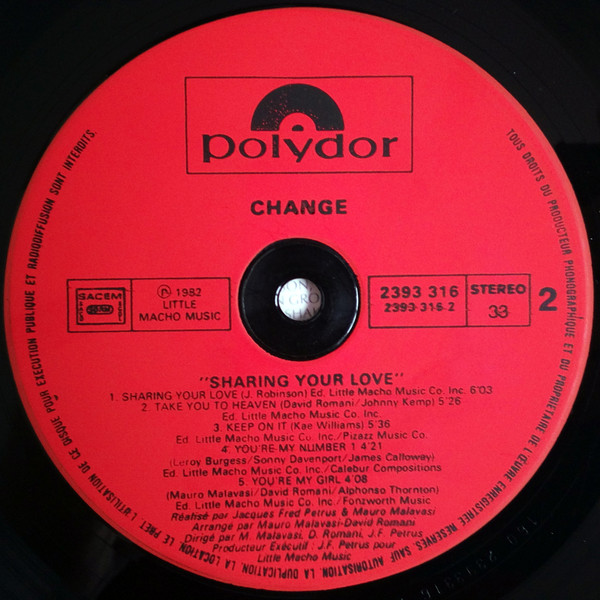 polydor
CHANGE
SACEM
SDRM
SACD SGDL
℗ 1982
LITTLE
MACHO MUSIC
2393 316
2393 316-2
STEREO
33
2
"SHARING YOUR LOVE"
1. SHARING YOUR LOVE (J. Robinson) Ed. Little Macho Music Co. Inc. 6'03
2. TAKE YOU TO HEAVEN (David Romani/Johnny Kemp) 5'26
Ed. Little Macho Music Co. Inc.
3. KEEP ON IT (Kae Williams) 5'36
Ed. Little Macho Music Co. Inc./Pizazz Music Co.
4. YOU'RE MY NUMBER 1 4'21
(Leroy Burgess/Sonny Davenport/James Calloway)
Ed. Little Macho Music Co. Inc./Calebur Compositions
5. YOU'RE MY GIRL 4'08
(Mauro Malavasi/David Romani/Alphonso Thornton)
Ed. Little Macho Music Co. Inc./Fonzworth Music
Réalisé par Jacques Fred Petrus & Mauro Malavasi
Arrangé par Mauro Malavasi-David Romani
Dirigé par M. Malavasi, D. Romani, J.F. Petrus
Producteur Exécutif : J.F. Petrus pour
Little Macho Music
TOUS DROITS DU PRODUCTEUR PHONOGRAPHIQUE ET DU PROPRIETAIRE DE L'ŒUVRE ENREGISTREE RESERVES. SAUF AUTORISATION, LA DUPLICATION, LA LOCATION, LE PRET, L'UTILISATION DE CE DISQUE POUR EXECUTION PUBLIQUE ET RADIODIFFUSION SONT INTERDITS.